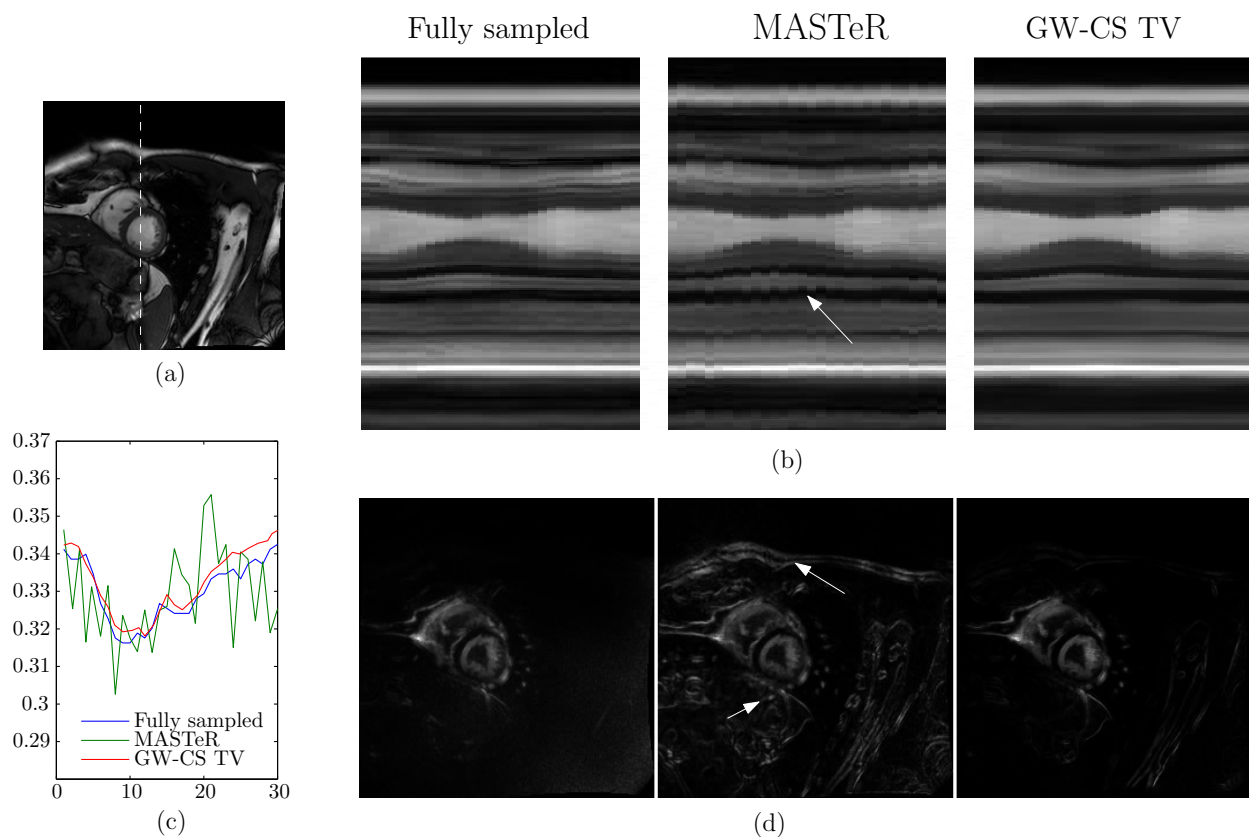 Fully sampled
MASTeR
GW-CS TV
(a)
(b)
0.37
0.36
0.35
0.34
0.33
0.32
0.31
0.3
0.29
Fully sampled
MASTeR
GW-CS TV
0
10
20
30
(c)
(d)